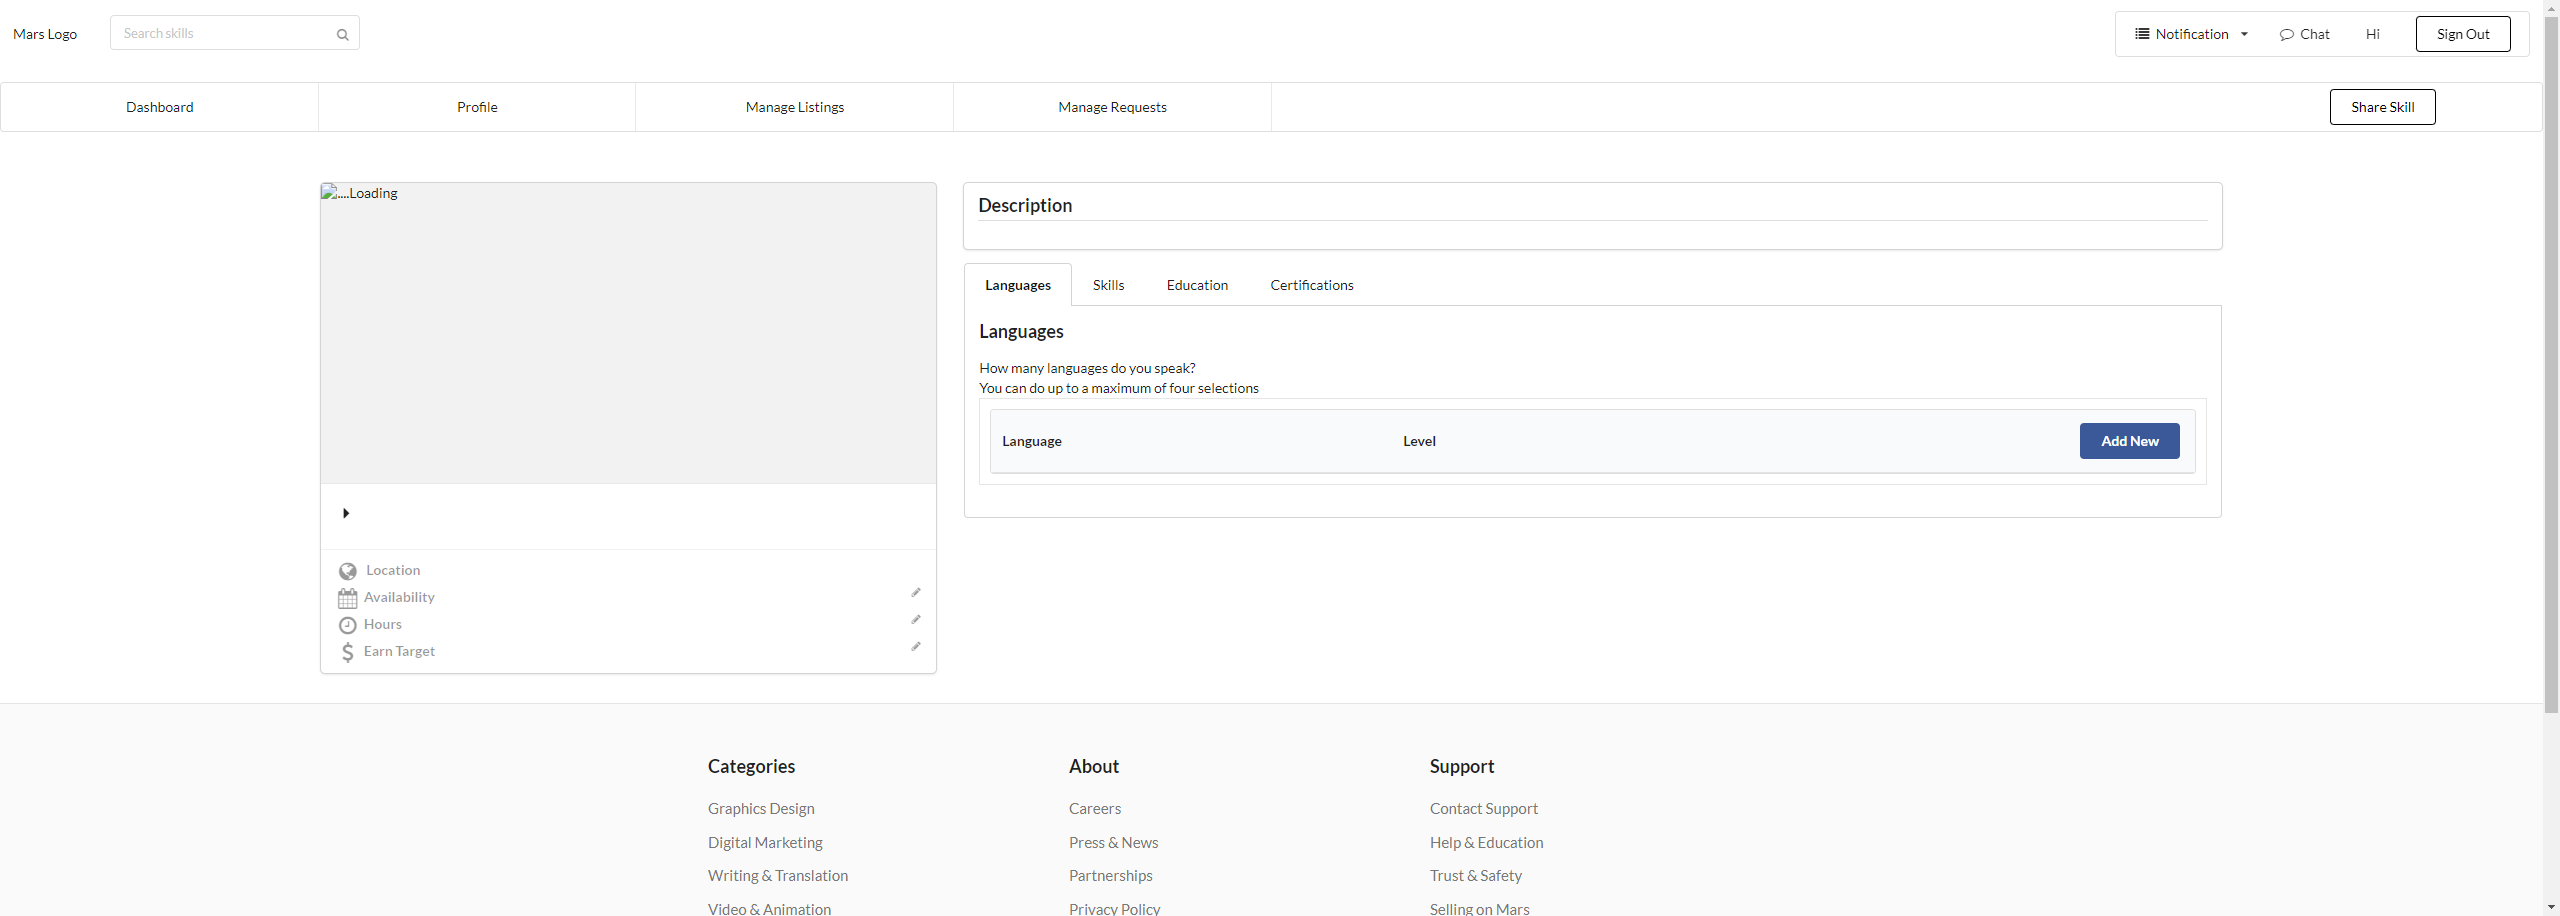 Mars Logo
Search skills
Notification
Chat
Hi
Sign Out
Dashboard
Profile
Manage Listings
Manage Requests
Share Skill
....Loading
Location
Availability
Hours
Earn Target
Description
Languages
Skills
Education
Certifications
Languages
How many languages do you speak?
You can do up to a maximum of four selections
Language
Level
Add New
Categories
Graphics Design
Digital Marketing
Writing & Translation
Video & Animation
About
Careers
Press & News
Partnerships
Privacy Policy
Support
Contact Support
Help & Education
Trust & Safety
Selling on Mars